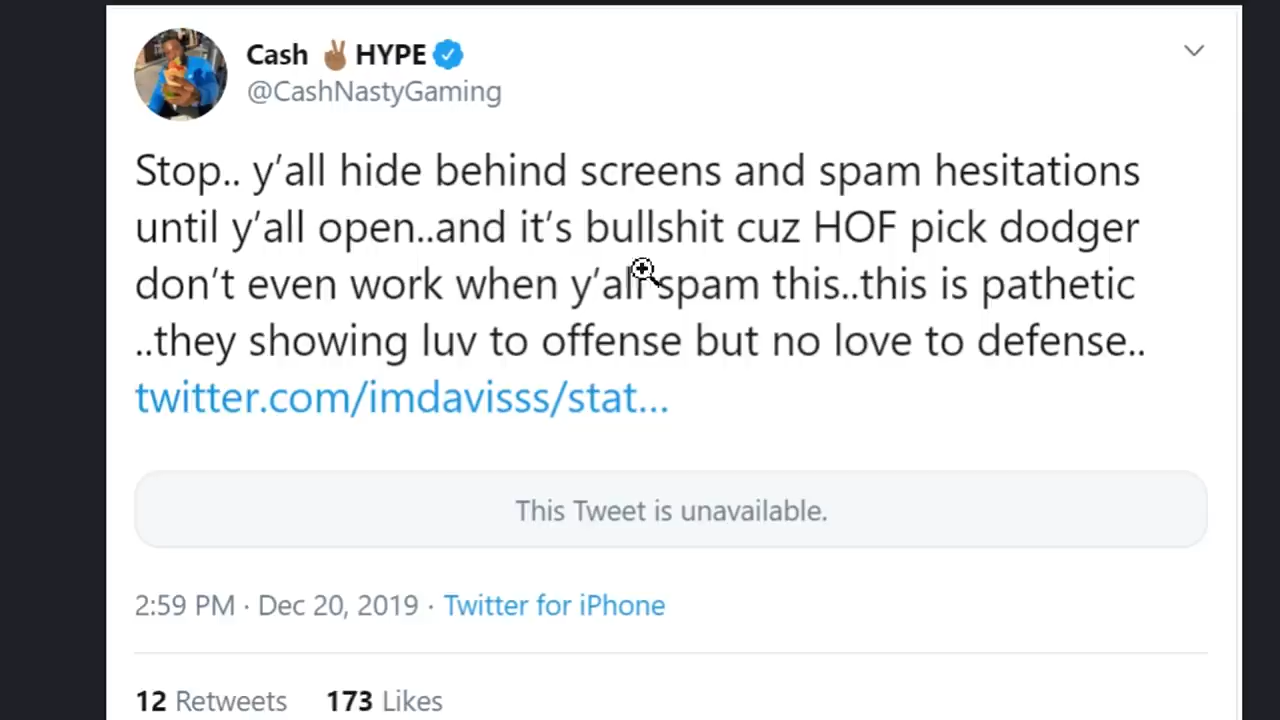 Cash ✌🏽 HYPE
@CashNastyGaming
Stop.. y’all hide behind screens and spam hesitations
until y’all open..and it’s bullshit cuz HOF pick dodger
don’t even work when y’all spam this..this is pathetic
..they showing luv to offense but no love to defense..
twitter.com/imdavisss/stat...
This Tweet is unavailable.
2:59 PM · Dec 20, 2019 · Twitter for iPhone
12 Retweets 173 Likes